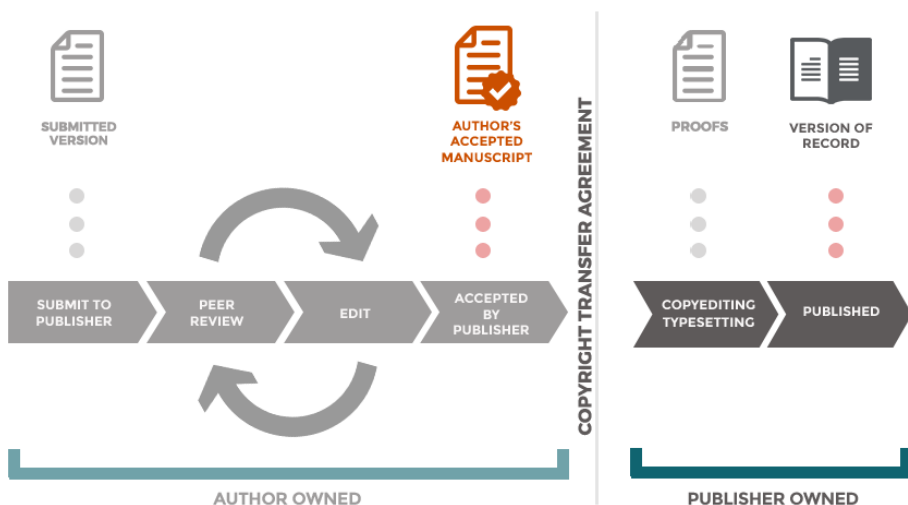 SUBMITTED
VERSION
AUTHOR'S
ACCEPTED
MANUSCRIPT
COPYRIGHT TRANSFER AGREEMENT
PROOFS
VERSION OF
RECORD
SUBMIT TO
PUBLISHER
PEER
REVIEW
EDIT
ACCEPTED
BY
PUBLISHER
COPYEDITING
TYPESETTING
PUBLISHED
AUTHOR OWNED
PUBLISHER OWNED